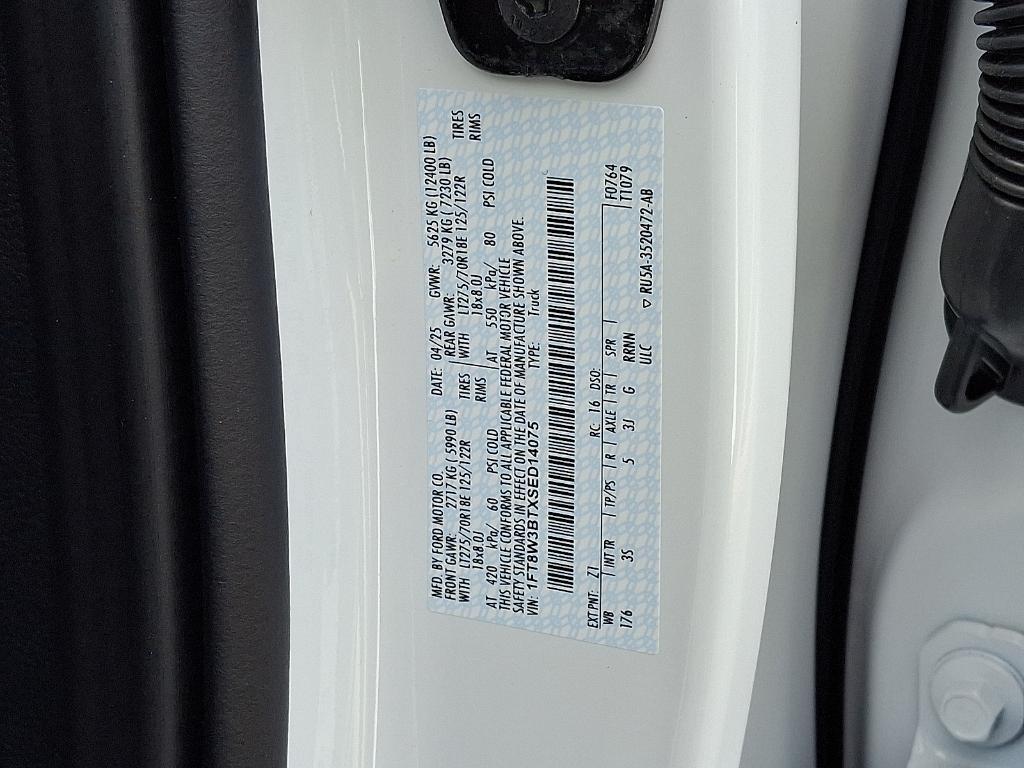 MFD. BY FORD MOTOR CO.
DATE: 04/25 GVWR: 5625 KG (12400 LB)
FRONT GAWR: 2717 KG ( 5990 LB)
REAR GAWR: 3279 KG ( 7230 LB)
WITH LT275/70R18E 125/122R TIRES
WITH LT275/70R18E 125/122R TIRES
18x8.0J RIMS
18x8.0J RIMS
AT 420 kPa/ 60 PSI COLD
AT 550 kPa/ 80 PSI COLD
THIS VEHICLE CONFORMS TO ALL APPLICABLE FEDERAL MOTOR VEHICLE
SAFETY STANDARDS IN EFFECT ON THE DATE OF MANUFACTURE SHOWN ABOVE.
VIN: 1FT8W3BTXSED14075 TYPE: Truck
EXT PNT: Z1 RC: 16 DSO: F0764
WB INT TR TP/PS R AXLE TR SPR T1079
176 3S 5 3J G RRMN
ULC ▽ RU5A-3520472-AB